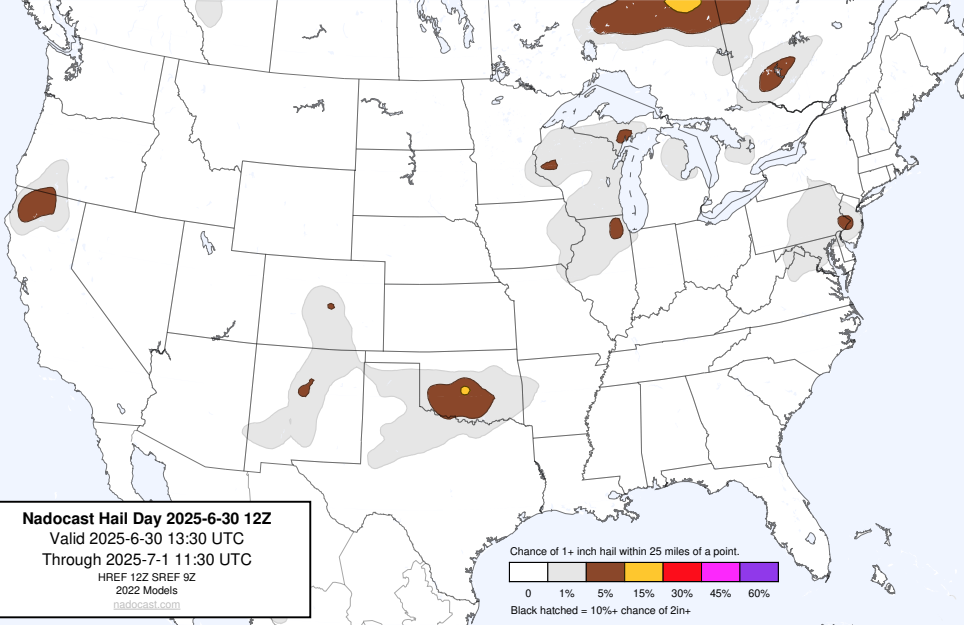 Nadocast Hail Day 2025-6-30 12Z
Valid 2025-6-30 13:30 UTC
Through 2025-7-1 11:30 UTC
HREF 12Z SREF 9Z
2022 Models
nadocast.com
Chance of 1+ inch hail within 25 miles of a point.
0 1% 5% 15% 30% 45% 60%
Black hatched = 10%+ chance of 2in+